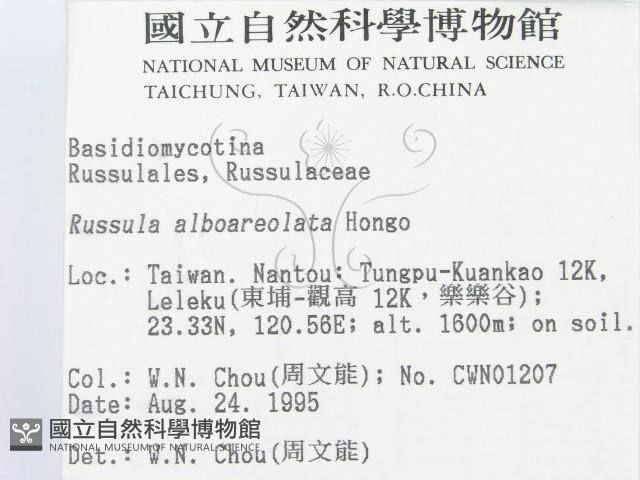 國立自然科學博物館
NATIONAL MUSEUM OF NATURAL SCIENCE
TAICHUNG, TAIWAN, R.O.CHINA
Basidiomycotina
Russulales, Russulaceae
Russula alboareolata Hongo
Loc.: Taiwan. Nantou: Tungpu-Kuankao 12K,
Leleku(東埔-觀高 12K，樂樂谷);
23.33N, 120.56E; alt. 1600m; on soil.
Col.: W.N. Chou(周文能); No. CWN01207
Date: Aug. 24. 1995
國立自然科學博物館
NATIONAL MUSEUM OF NATURAL SCIENCE
Det.: W.N. Chou(周文能)